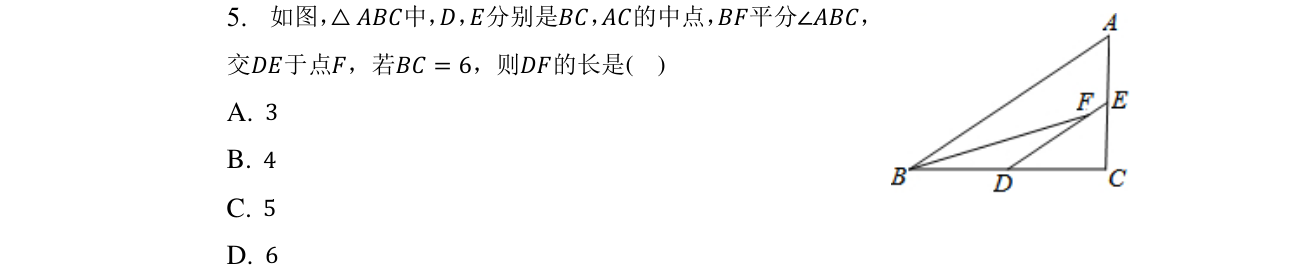 5. 如图,△ ABC中,D,E分别是BC,AC的中点,BF平分∠ABC,
交DE于点F，若BC = 6，则DF的长是( )
A. 3
B. 4
C. 5
D. 6
A
F E
B D C